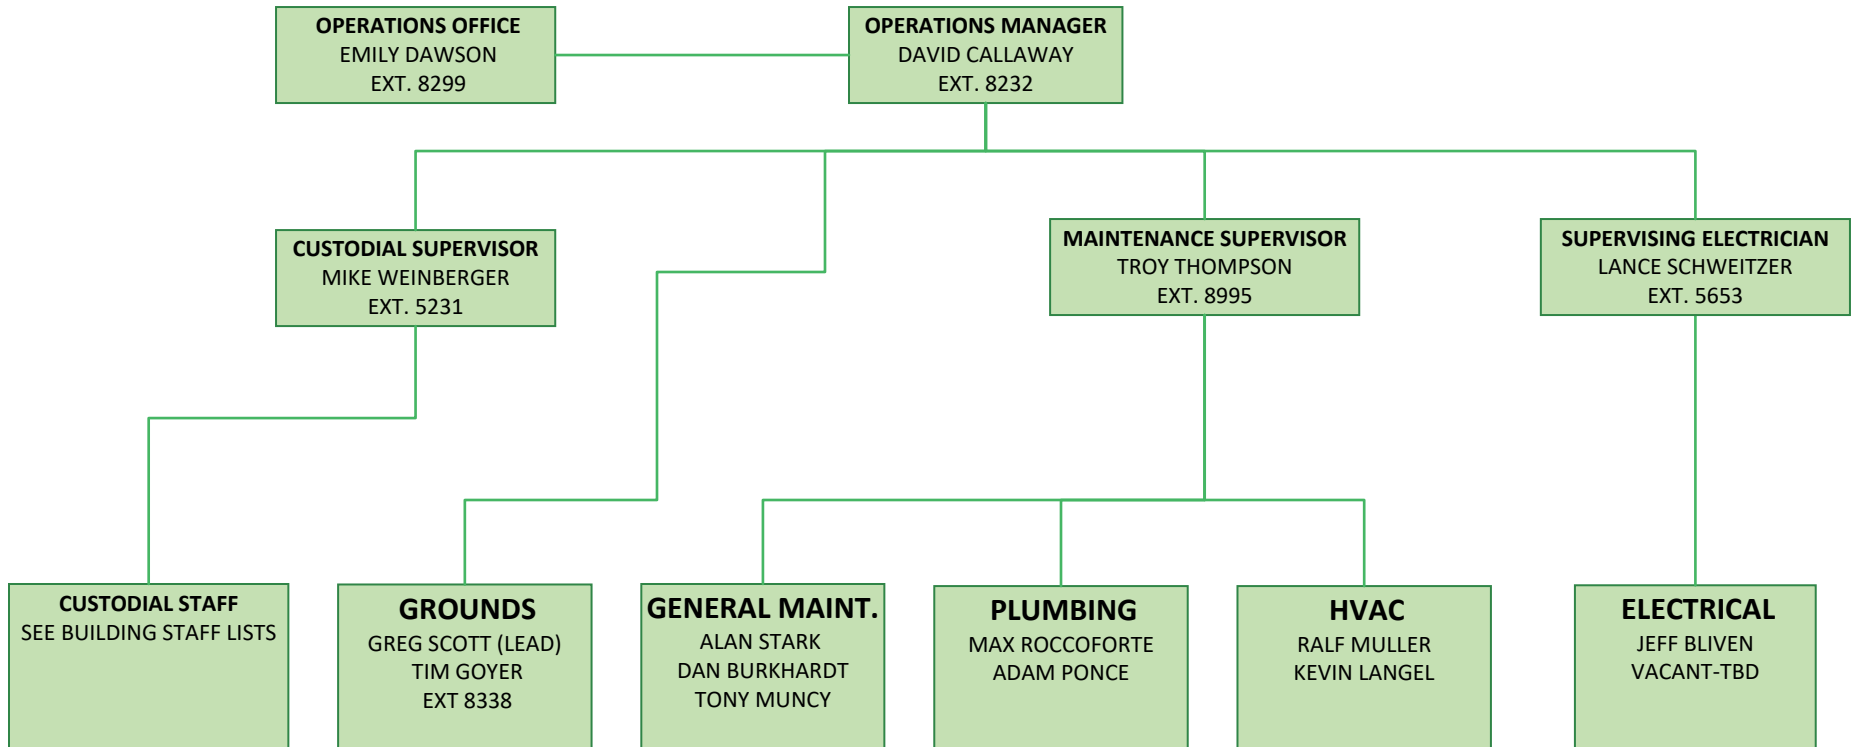 OPERATIONS OFFICE
EMILY DAWSON
EXT. 8299
OPERATIONS MANAGER
DAVID CALLAWAY
EXT. 8232
CUSTODIAL SUPERVISOR
MIKE WEINBERGER
EXT. 5231
MAINTENANCE SUPERVISOR
TROY THOMPSON
EXT. 8995
SUPERVISING ELECTRICIAN
LANCE SCHWEITZER
EXT. 5653
CUSTODIAL STAFF
SEE BUILDING STAFF LISTS
GROUNDS
GREG SCOTT (LEAD)
TIM GOYER
EXT 8338
GENERAL MAINT.
ALAN STARK
DAN BURKHARDT
TONY MUNCY
PLUMBING
MAX ROCCOFORTE
ADAM PONCE
HVAC
RALF MULLER
KEVIN LANGEL
ELECTRICAL
JEFF BLIVEN
VACANT-TBD